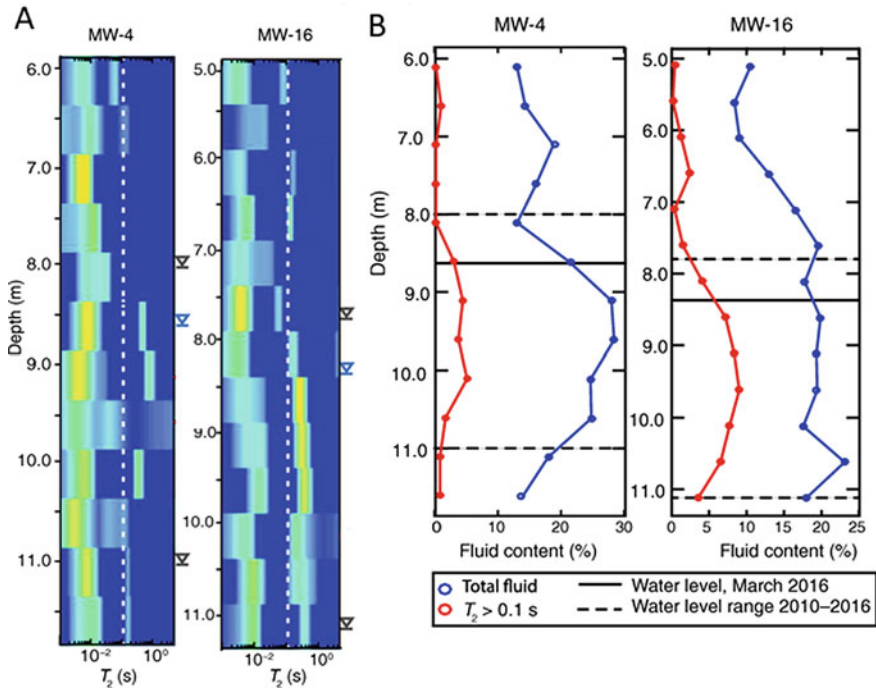 A
MW-4
MW-16
6.0
7.0
8.0
9.0
10.0
11.0
Depth (m)
10⁻²
10⁰
T₂ (s)
5.0
6.0
7.0
8.0
9.0
10.0
11.0
10⁻²
10⁰
T₂ (s)
B
MW-4
MW-16
6.0
7.0
8.0
9.0
10.0
11.0
Depth (m)
0
10
20
30
Fluid content (%)
5.0
6.0
7.0
8.0
9.0
10.0
11.0
0
5
10
15
20
25
Fluid content (%)
Total fluid
Water level, March 2016
T₂ > 0.1 s
Water level range 2010–2016